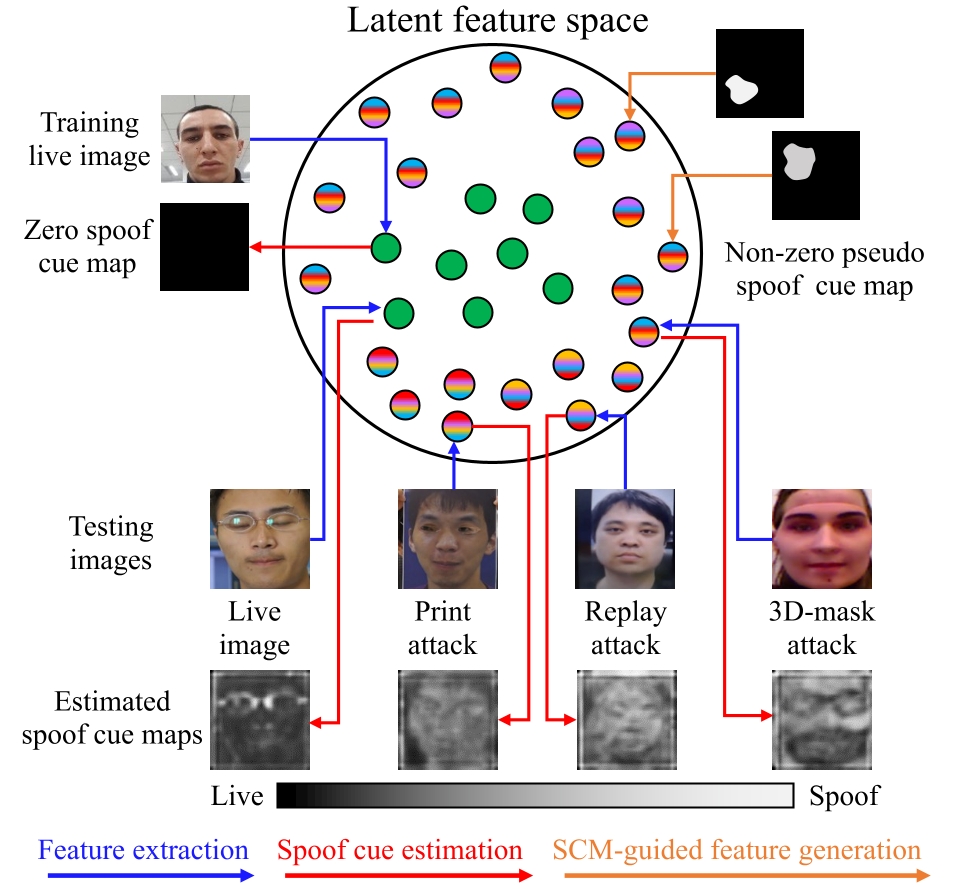 Latent feature space
Training
live image
Zero spoof
cue map
Non-zero pseudo
spoof cue map
Testing
images
Live
image
Print
attack
Replay
attack
3D-mask
attack
Estimated
spoof cue maps
Live
Spoof
Feature extraction
Spoof cue estimation
SCM-guided feature generation